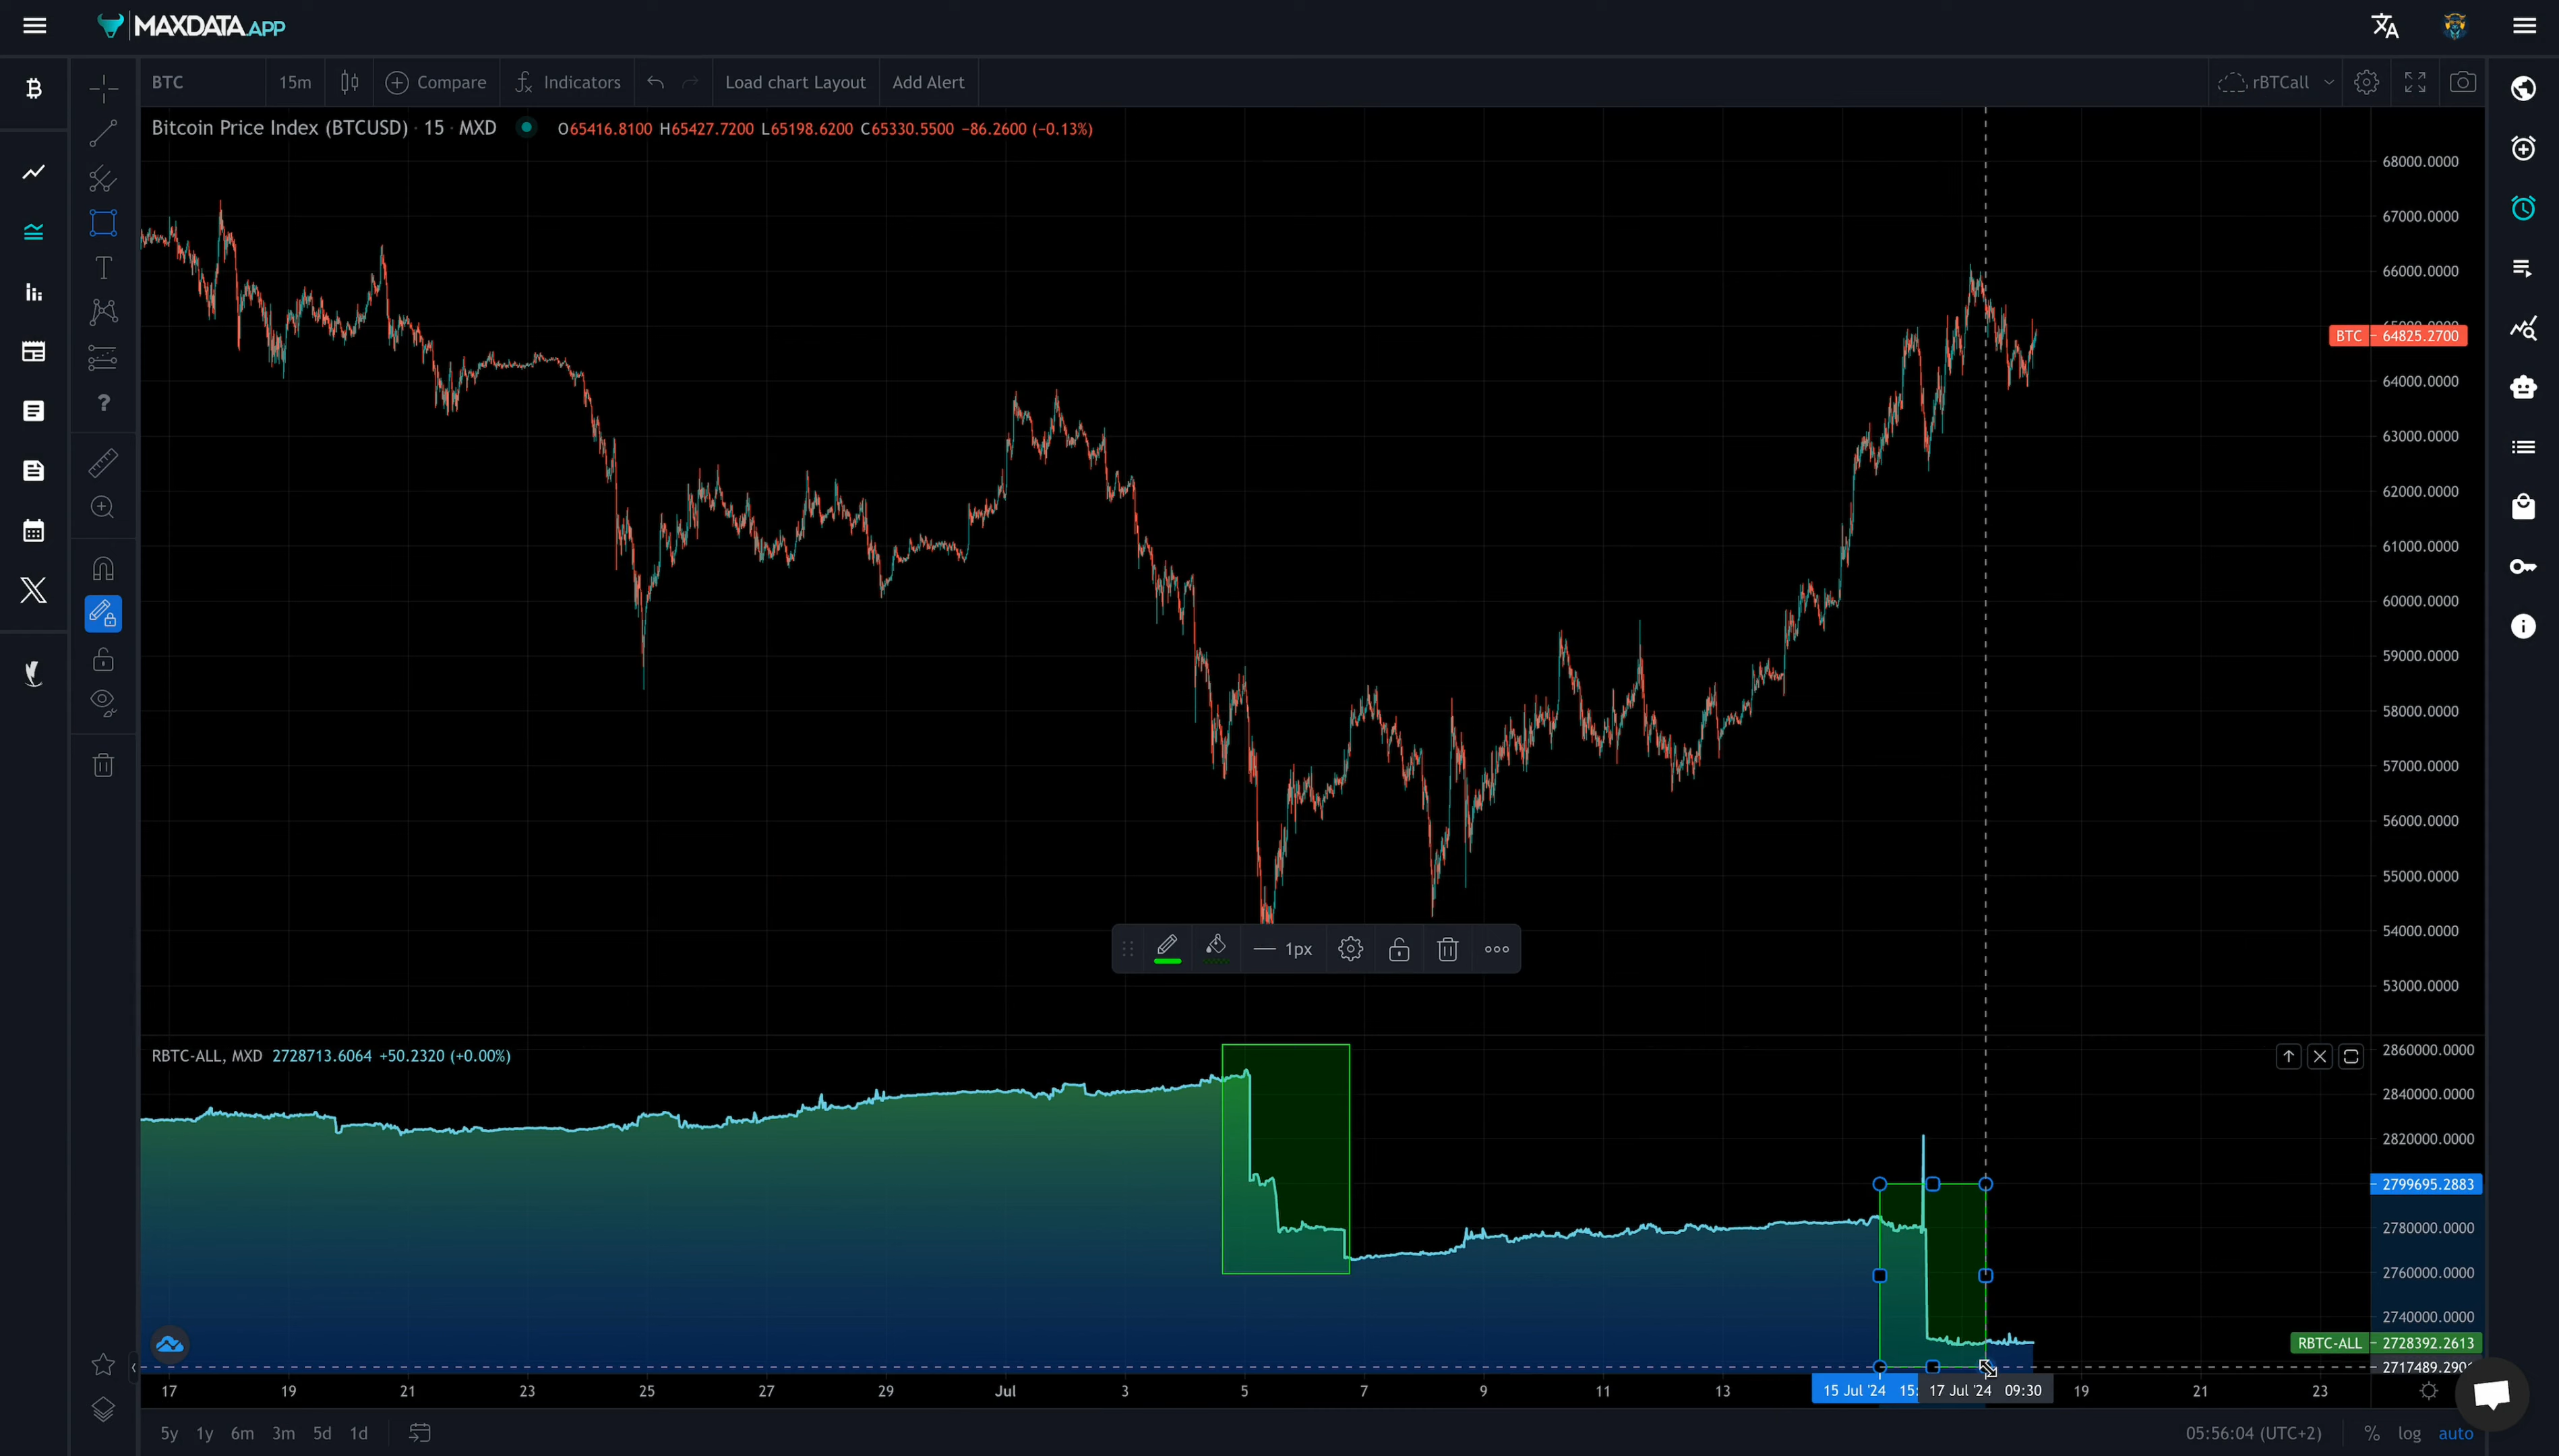 MAXDATA.APP
BTC 15m Compare Indicators Load chart Layout Add Alert rBTCall
Bitcoin Price Index (BTCUSD) · 15 · MXD O65416.8100 H65427.7200 L65198.6200 C65330.5500 −86.2600 (−0.13%)
68000.0000
67000.0000
66000.0000
65000.0000
BTC 64825.2700
64000.0000
63000.0000
62000.0000
61000.0000
60000.0000
59000.0000
58000.0000
57000.0000
56000.0000
55000.0000
54000.0000
1px
53000.0000
RBTC-ALL, MXD 2728713.6064 +50.2320 (+0.00%)
2860000.0000
2840000.0000
2820000.0000
2799695.2883
2780000.0000
2760000.0000
2740000.0000
RBTC-ALL 2728392.2613
2717489.290
17 19 21 23 25 27 29 Jul 3 5 7 9 11 13 15 Jul '24 15: 17 Jul '24 09:30 19 21 23
5y 1y 6m 3m 5d 1d 05:56:04 (UTC+2) % log auto